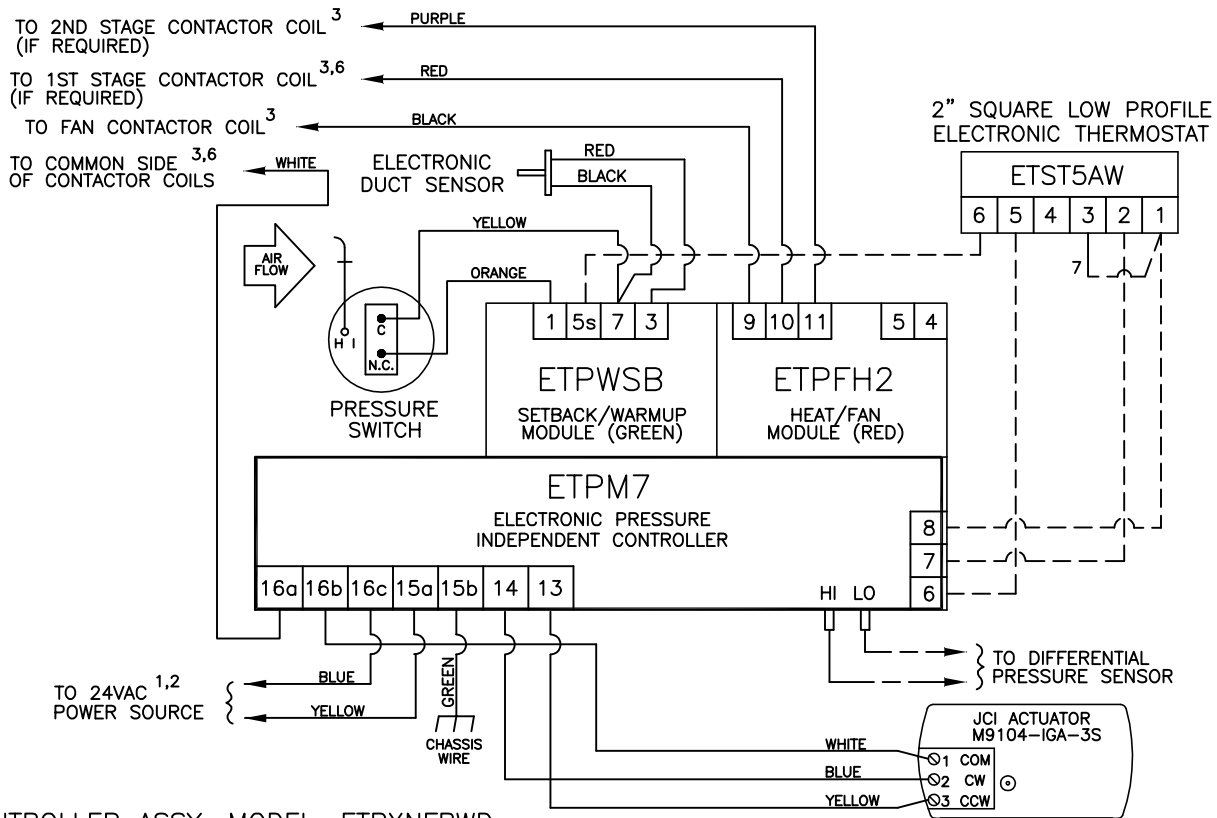 TO 2ND STAGE CONTACTOR COIL 3
(IF REQUIRED)
PURPLE
TO 1ST STAGE CONTACTOR COIL 3,6
(IF REQUIRED)
RED
TO FAN CONTACTOR COIL 3
BLACK
TO COMMON SIDE 3,6
OF CONTACTOR COILS
WHITE
ELECTRONIC
DUCT SENSOR
RED
BLACK
2" SQUARE LOW PROFILE
ELECTRONIC THERMOSTAT
ETST5AW
6 5 4 3 2 1
7
AIR
FLOW
YELLOW
ORANGE
H I
C
N.C.
PRESSURE
SWITCH
1 5s 7 3
9 10 11 5 4
ETPWSB
SETBACK/WARMUP
MODULE (GREEN)
ETPFH2
HEAT/FAN
MODULE (RED)
ETPM7
ELECTRONIC PRESSURE
INDEPENDENT CONTROLLER
8
7
6
16a 16b 16c 15a 15b 14 13
HI LO
TO DIFFERENTIAL
PRESSURE SENSOR
TO 24VAC 1,2
POWER SOURCE
BLUE
YELLOW
GREEN
CHASSIS
WIRE
JCI ACTUATOR
M9104-IGA-3S
WHITE
1 COM
BLUE
2 CW
YELLOW
3 CCW